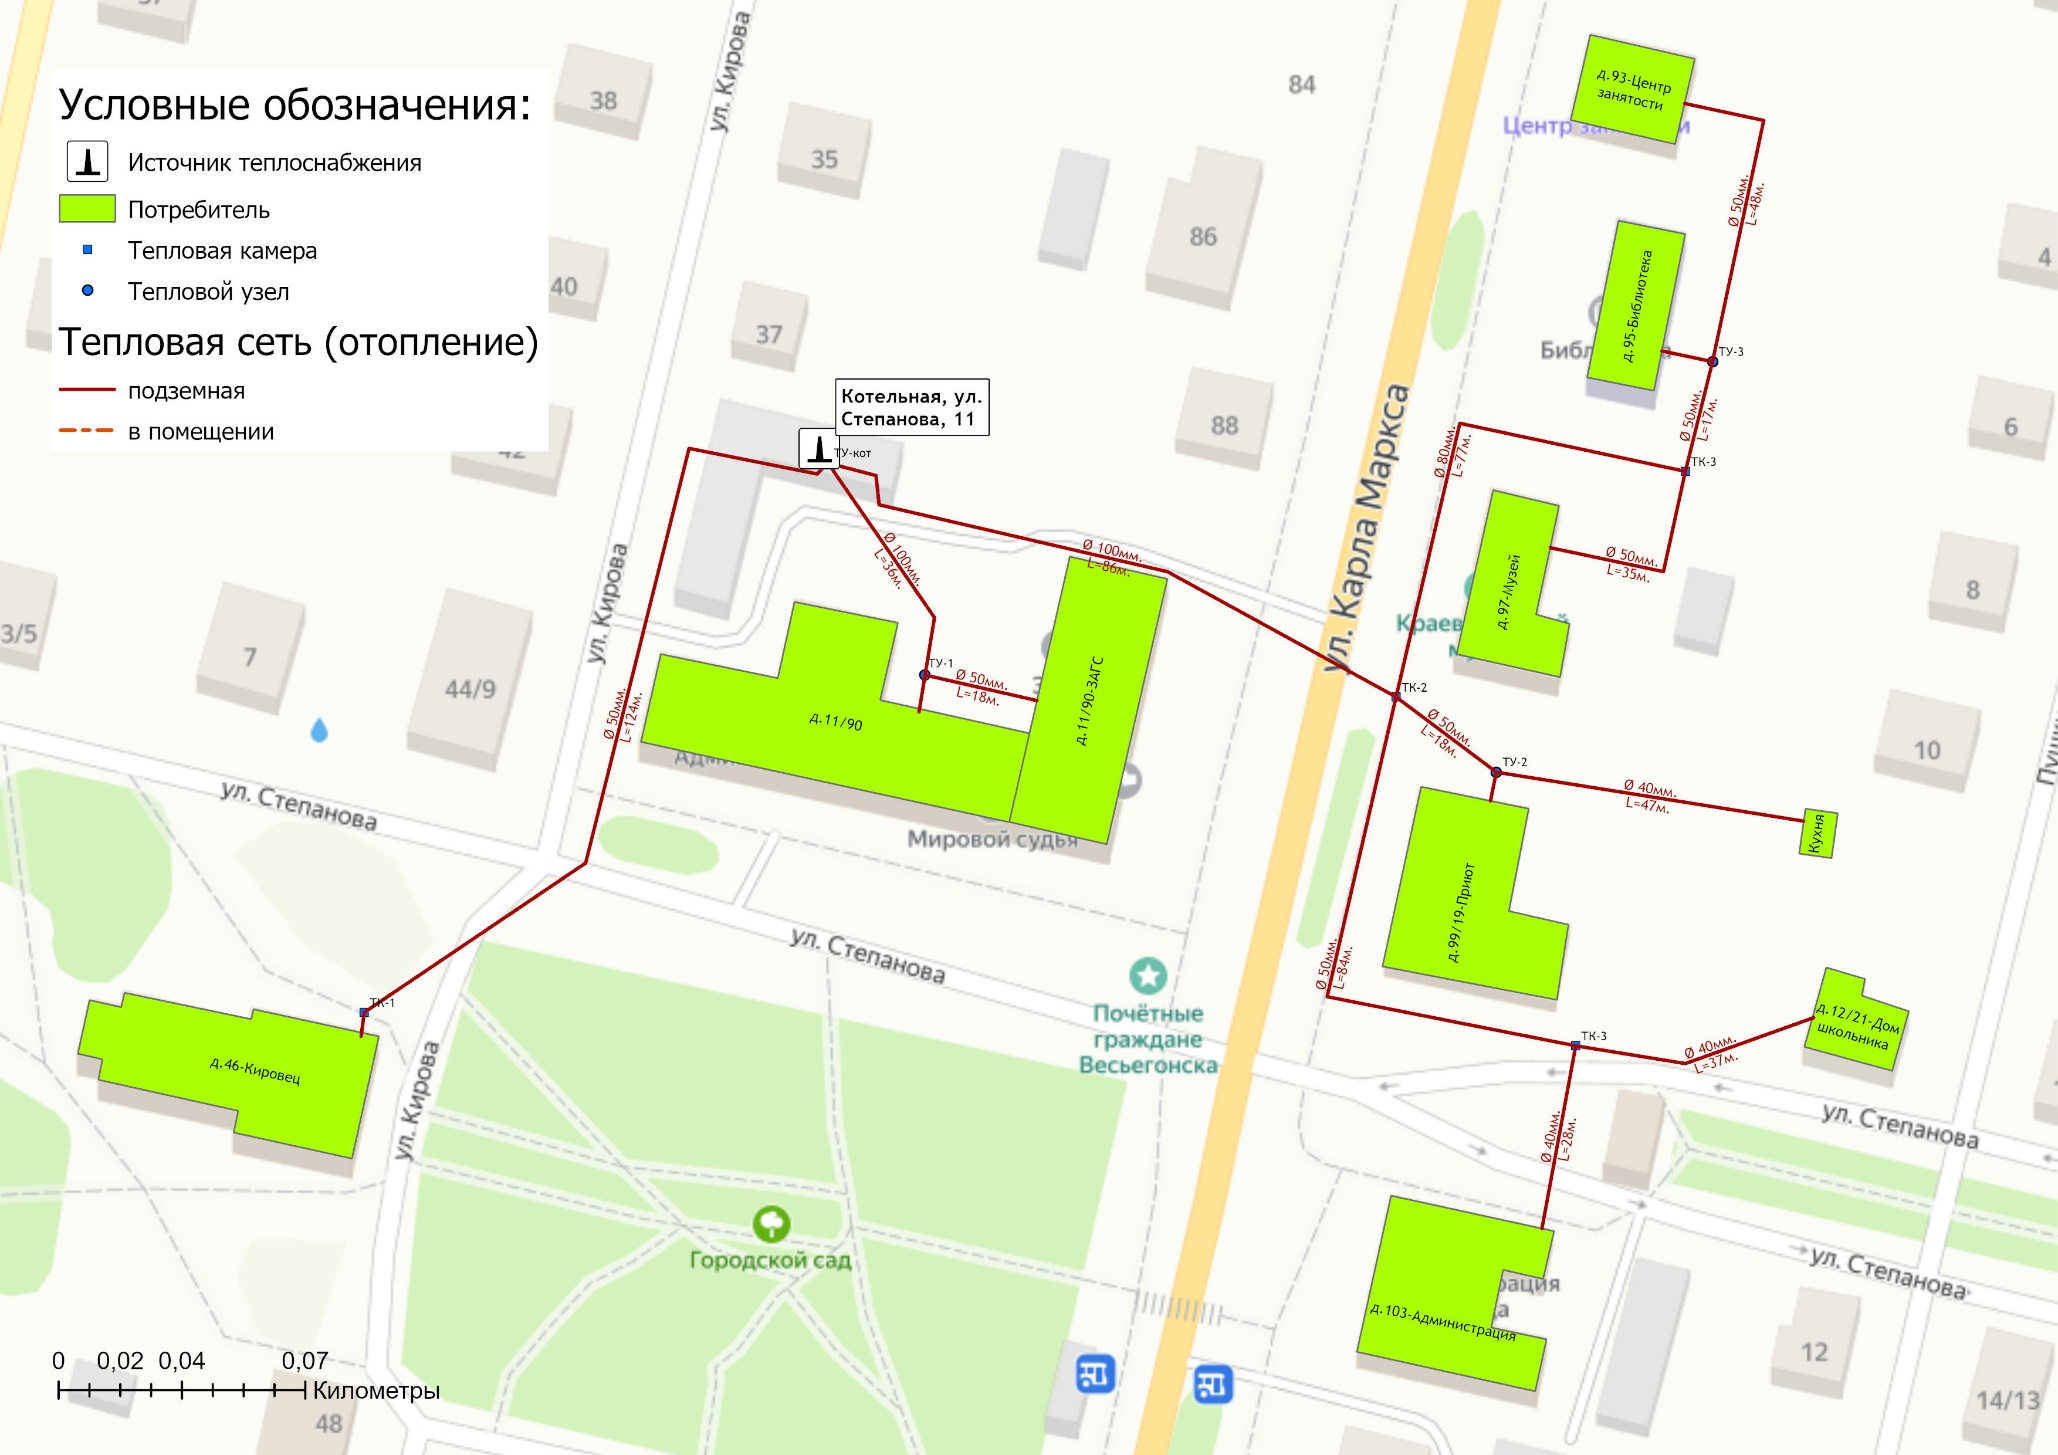 Условные обозначения:
Источник теплоснабжения
Потребитель
Тепловая камера
Тепловой узел
Тепловая сеть (отопление)
подземная
в помещении
38
35
40
37
42
84
86
88
ул. Кирова
ул. Кирова
ул. Кирова
ул. Карла Маркса
Котельная, ул.
Степанова, 11
ТУ-кот
д.93-Центр
занятости
Ø 50мм.
L=48м.
д.95-Библиотека
ТУ-3
Ø 50мм.
L=17м.
ТК-3
Ø 80мм.
L=77м.
д.97-Музей
Ø 50мм.
L=35м.
Ø 100мм.
L=36м.
Ø 100мм.
L=86м.
ТУ-1
Ø 50мм.
L=18м.
д.11/90
д.11/90-ЗАГС
Мировой судья
Ø 50мм.
L=124м.
ТК-2
Ø 50мм.
L=18м.
ТУ-2
Ø 40мм.
L=47м.
Кухня
д.99/19-Приют
Ø 50мм.
L=84м.
ТК-3
Ø 40мм.
L=37м.
д.12/21-Дом
школьника
Ø 40мм.
L=28м.
д.103-Администрация
ТК-1
д.46-Кировец
3/5
7
44/9
4
6
8
10
12
14/13
48
ул. Степанова
ул. Степанова
ул. Степанова
ул. Степанова
Почётные
граждане
Весьегонска
Городской сад
0 0,02 0,04 0,07
Километры